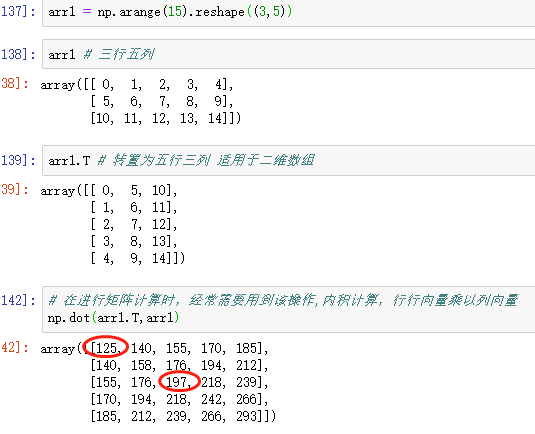 137]: arr1 = np.arange(15).reshape((3,5))
138]: arr1 # 三行五列
38]: array([[ 0,  1,  2,  3,  4],
[ 5,  6,  7,  8,  9],
[10, 11, 12, 13, 14]])
139]: arr1.T # 转置为五行三列 适用于二维数组
39]: array([[ 0,  5, 10],
[ 1,  6, 11],
[ 2,  7, 12],
[ 3,  8, 13],
[ 4,  9, 14]])
142]: # 在进行矩阵计算时，经常需要用到该操作,内积计算，行行向量乘以列向量
np.dot(arr1.T,arr1)
42]: array([[125, 140, 155, 170, 185],
[140, 158, 176, 194, 212],
[155, 176, 197, 218, 239],
[170, 194, 218, 242, 266],
[185, 212, 239, 266, 293]])